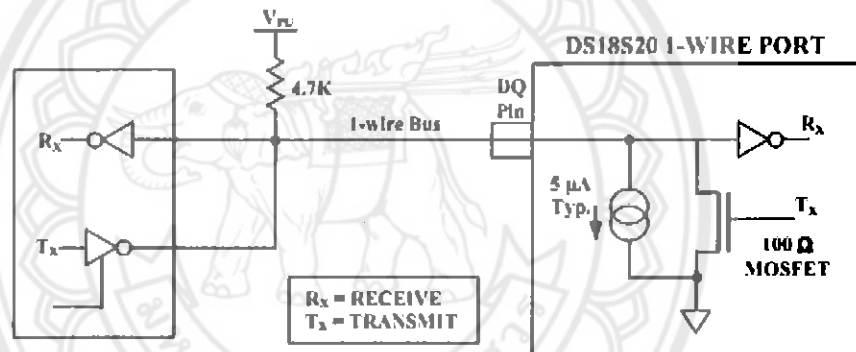 V_PU
DS18S20 1-WIRE PORT
4.7K
DQ
Pin
R_X
1-wire Bus
R_X
5 µA
Typ.
T_X
T_X
100 Ω
MOSFET
R_X = RECEIVE
T_X = TRANSMIT